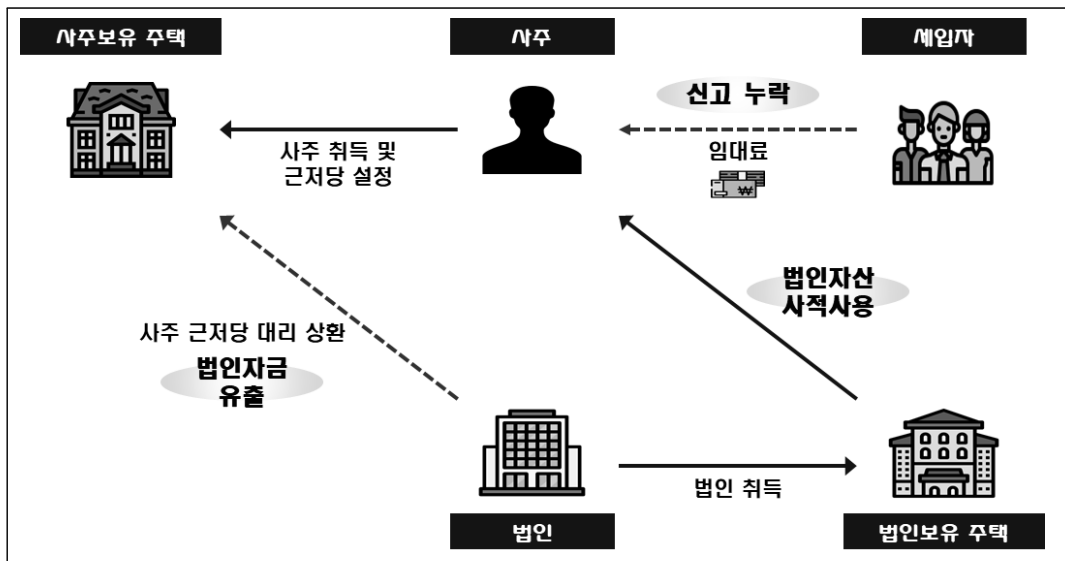 사주보유 주택
사주
세입자
신고 누락
사주 취득 및
근저당 설정
임대료
₩
법인자산
사적사용
사주 근저당 대리 상환
법인자금
유출
법인 취득
법인
법인보유 주택